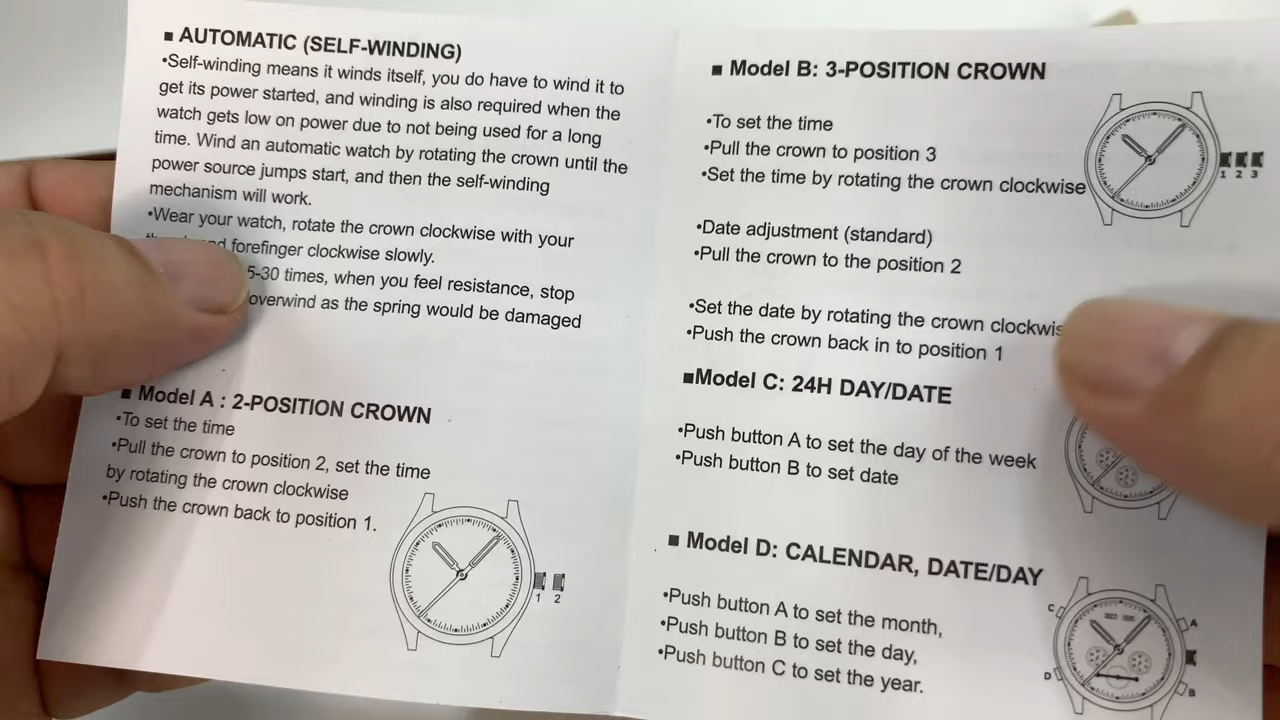 ■ AUTOMATIC (SELF-WINDING)
•Self-winding means it winds itself, you do have to wind it to
get its power started, and winding is also required when the
watch gets low on power due to not being used for a long
time. Wind an automatic watch by rotating the crown until the
power source jumps start, and then the self-winding
mechanism will work.
•Wear your watch, rotate the crown clockwise with your
forefinger clockwise slowly.
5-30 times, when you feel resistance, stop
overwind as the spring would be damaged
■ Model A : 2-POSITION CROWN
•To set the time
•Pull the crown to position 2, set the time
by rotating the crown clockwise
•Push the crown back to position 1.
1 2
■ Model B: 3-POSITION CROWN
•To set the time
•Pull the crown to position 3
•Set the time by rotating the crown clockwise
1 2 3
•Date adjustment (standard)
•Pull the crown to the position 2
•Set the date by rotating the crown
•Push the crown back in to position 1
■Model C: 24H DAY/DATE
•Push button A to set the day of the week
•Push button B to set date
■ Model D: CALENDAR, DATE/DAY
•Push button A to set the month,
•Push button B to set the day,
•Push button C to set the year.
C
A
D
B